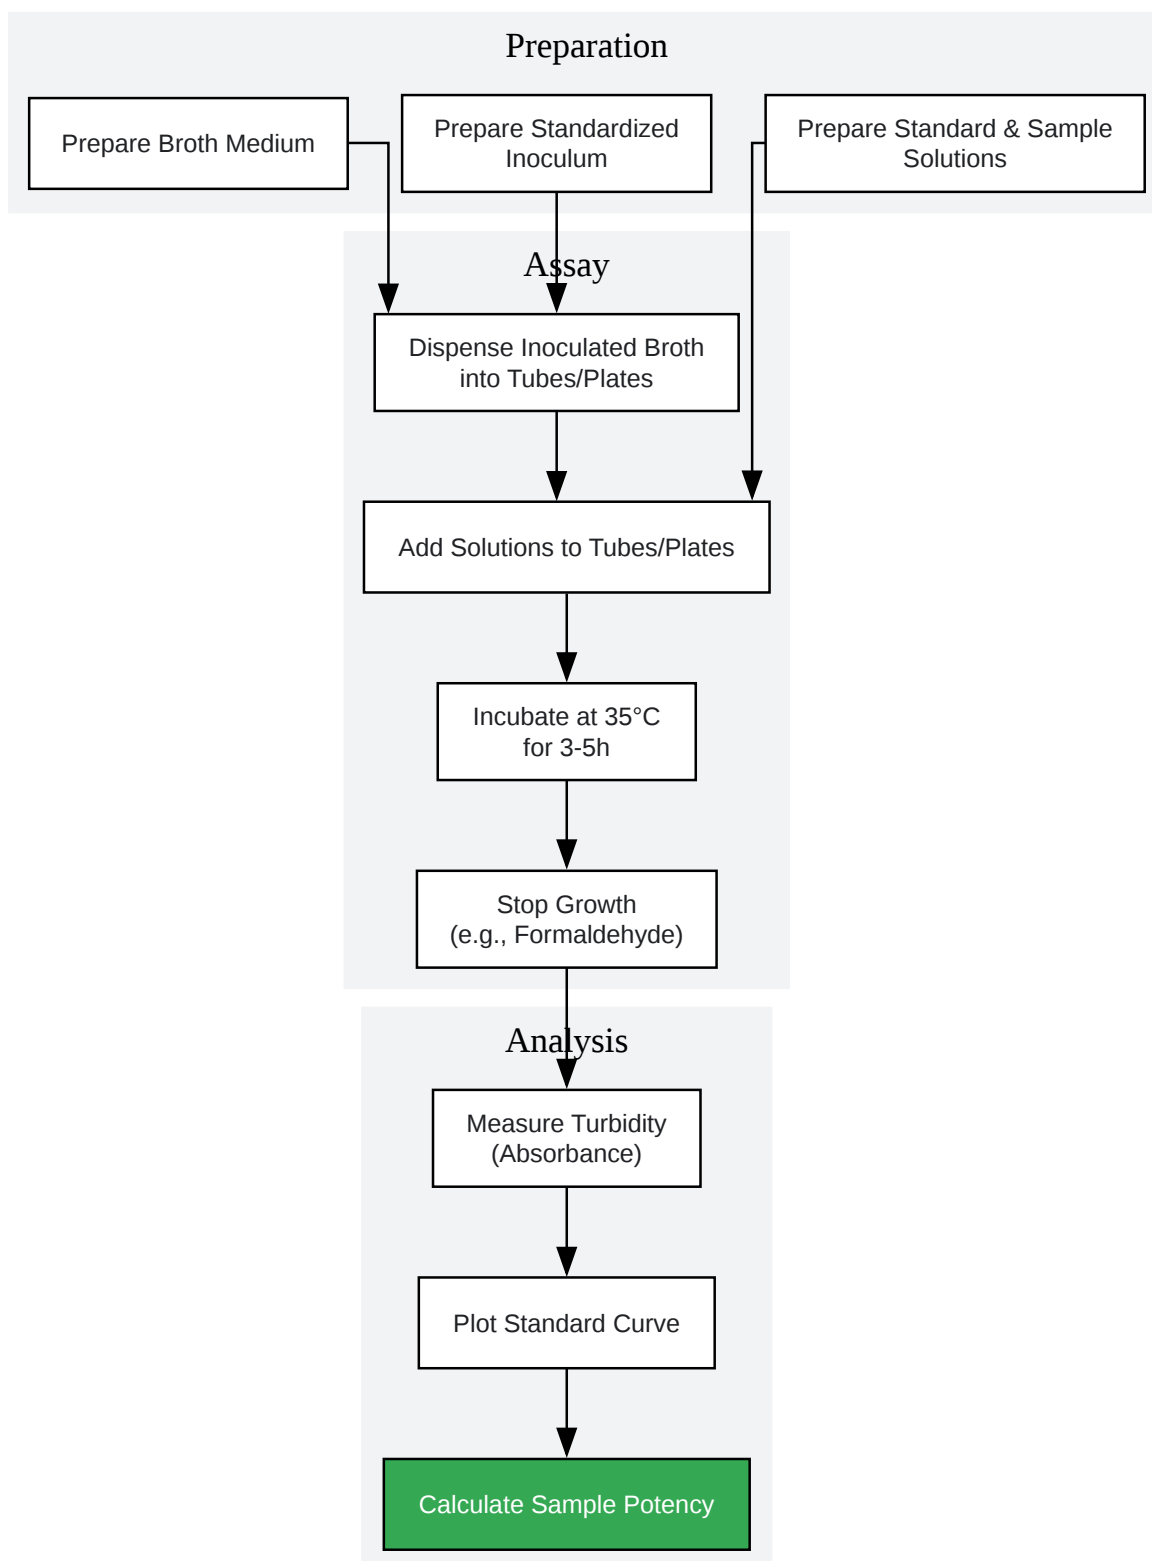 Preparation
Prepare Broth Medium
Prepare Standardized
Inoculum
Prepare Standard & Sample
Solutions
Assay
Dispense Inoculated Broth
into Tubes/Plates
Add Solutions to Tubes/Plates
Incubate at 35°C
for 3-5h
Stop Growth
(e.g., Formaldehyde)
Analysis
Measure Turbidity
(Absorbance)
Plot Standard Curve
Calculate Sample Potency